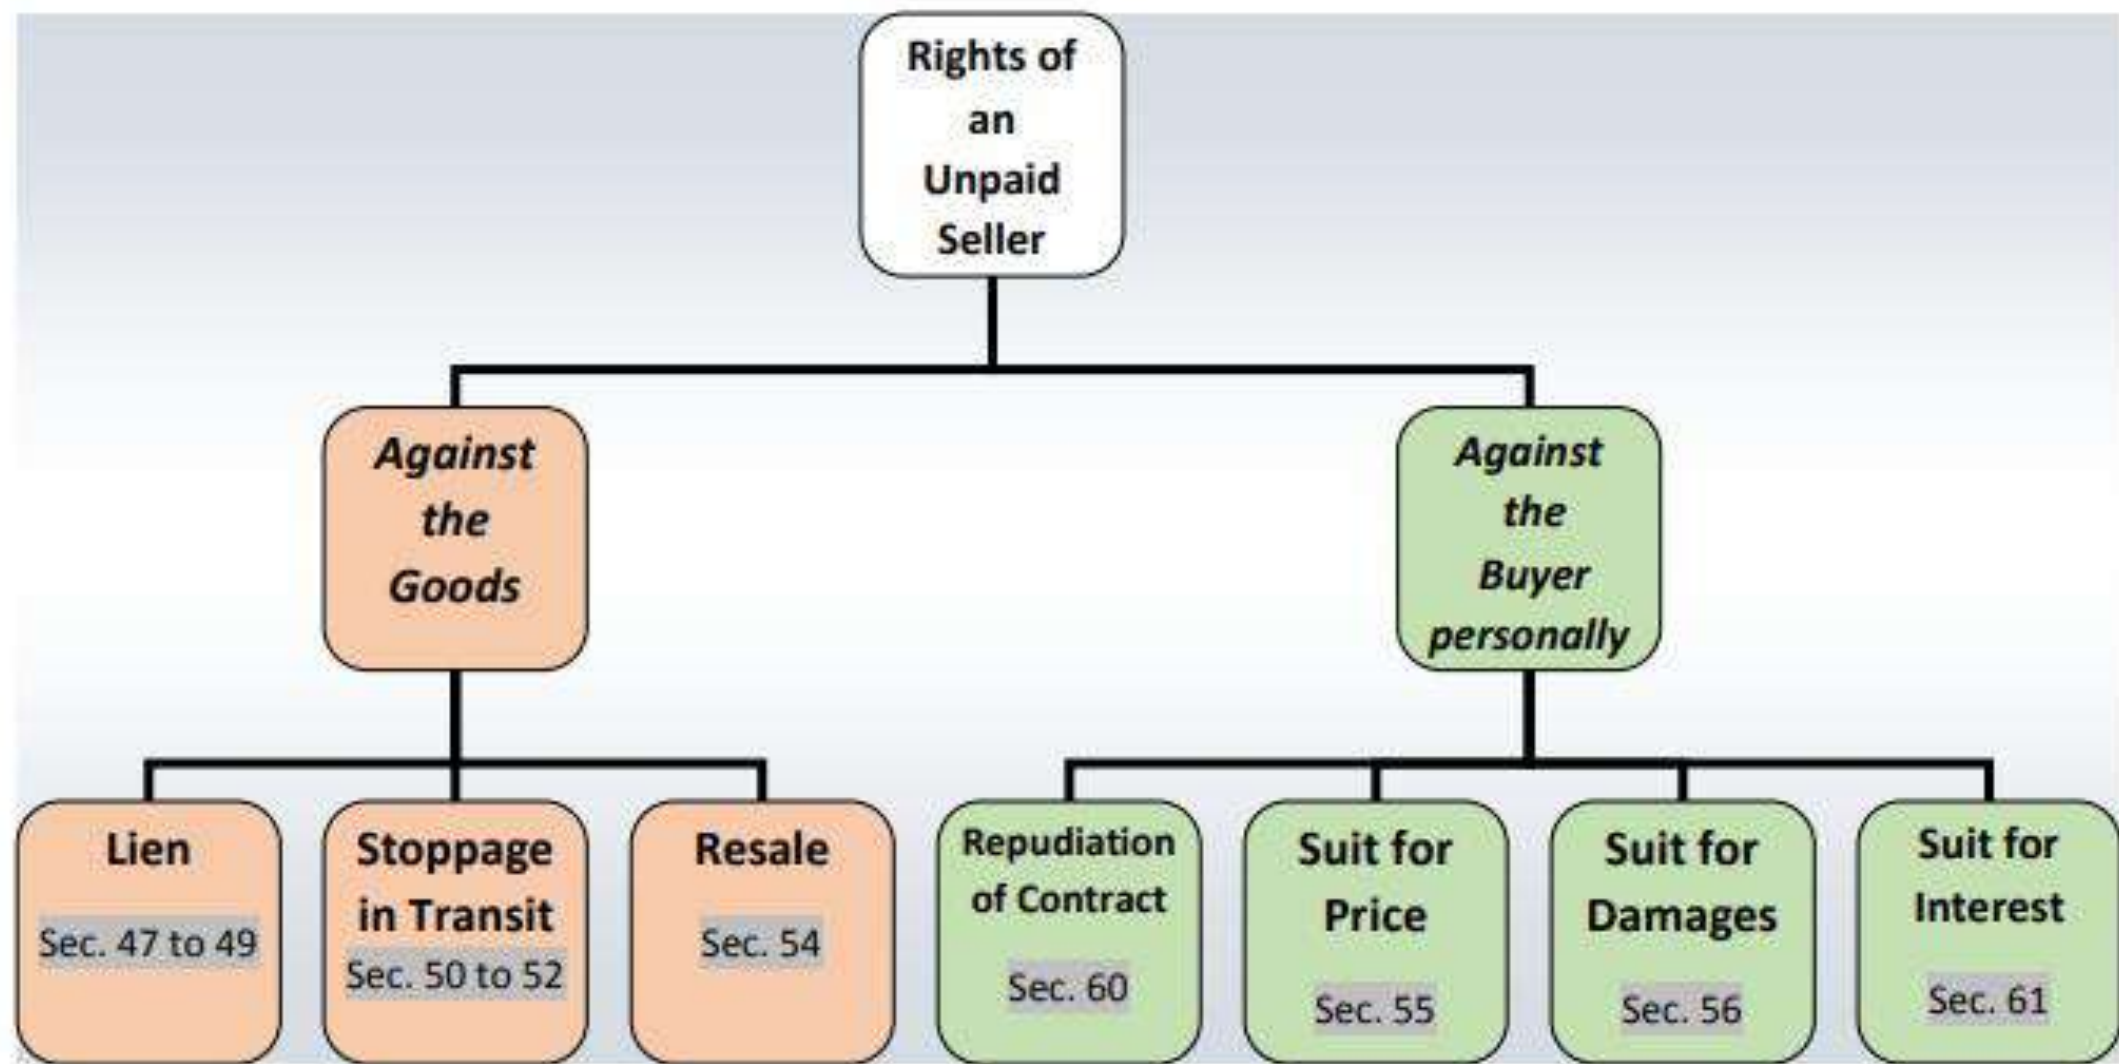 Rights of
an
Unpaid
Seller
Against
the
Goods
Against
the
Buyer
personally
Lien
Sec. 47 to 49
Stoppage
in Transit
Sec. 50 to 52
Resale
Sec. 54
Repudiation
of Contract
Sec. 60
Suit for
Price
Sec. 55
Suit for
Damages
Sec. 56
Suit for
Interest
Sec. 61